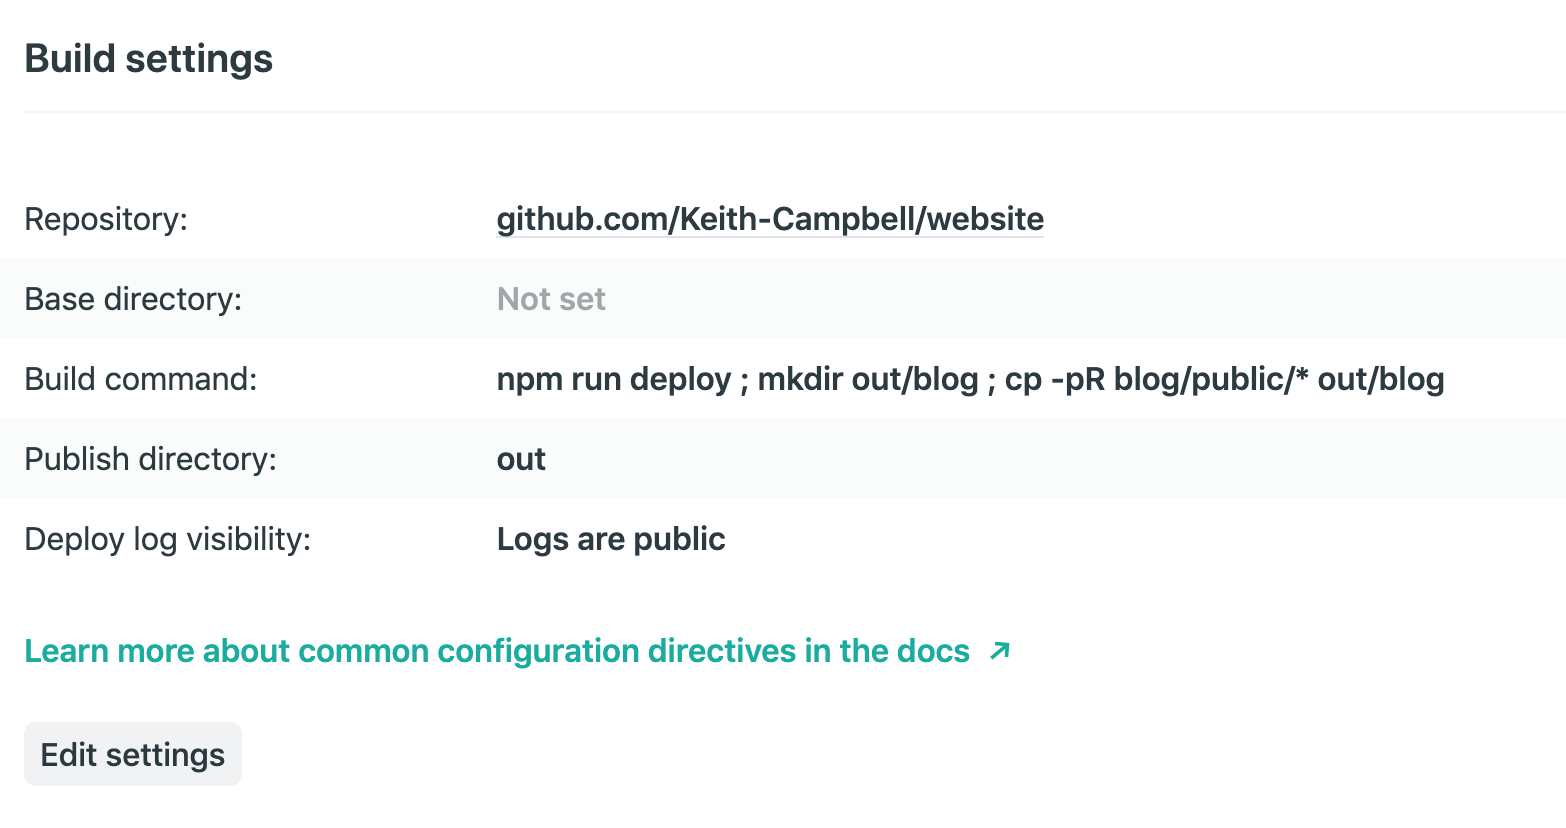 Build settings
Repository: github.com/Keith-Campbell/website
Base directory: Not set
Build command: npm run deploy ; mkdir out/blog ; cp -pR blog/public/* out/blog
Publish directory: out
Deploy log visibility: Logs are public
Learn more about common configuration directives in the docs ↗
Edit settings